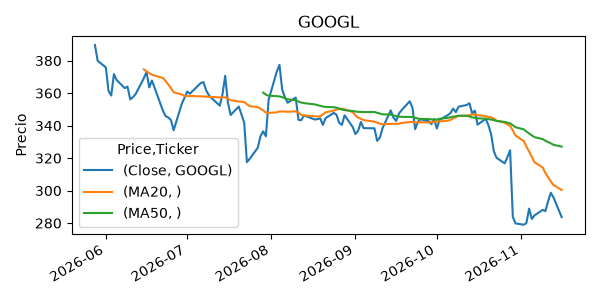 GOOGL
Precio
380
360
340
320
300
280
Price,Ticker
(Close, GOOGL)
(MA20, )
(MA50, )
2026-06
2026-07
2026-08
2026-09
2026-10
2026-11